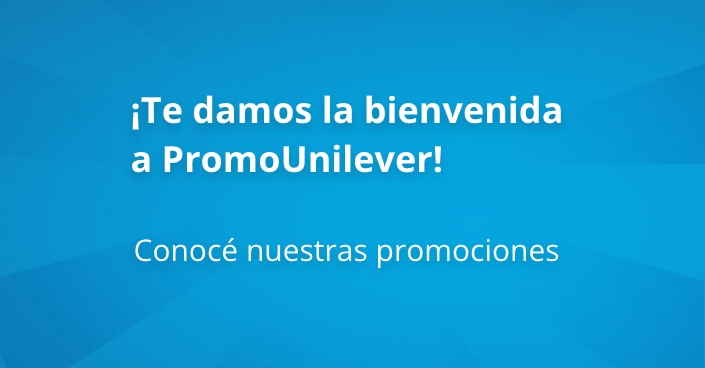 ¡Te damos la bienvenida
a PromoUnilever!
Conocé nuestras promociones